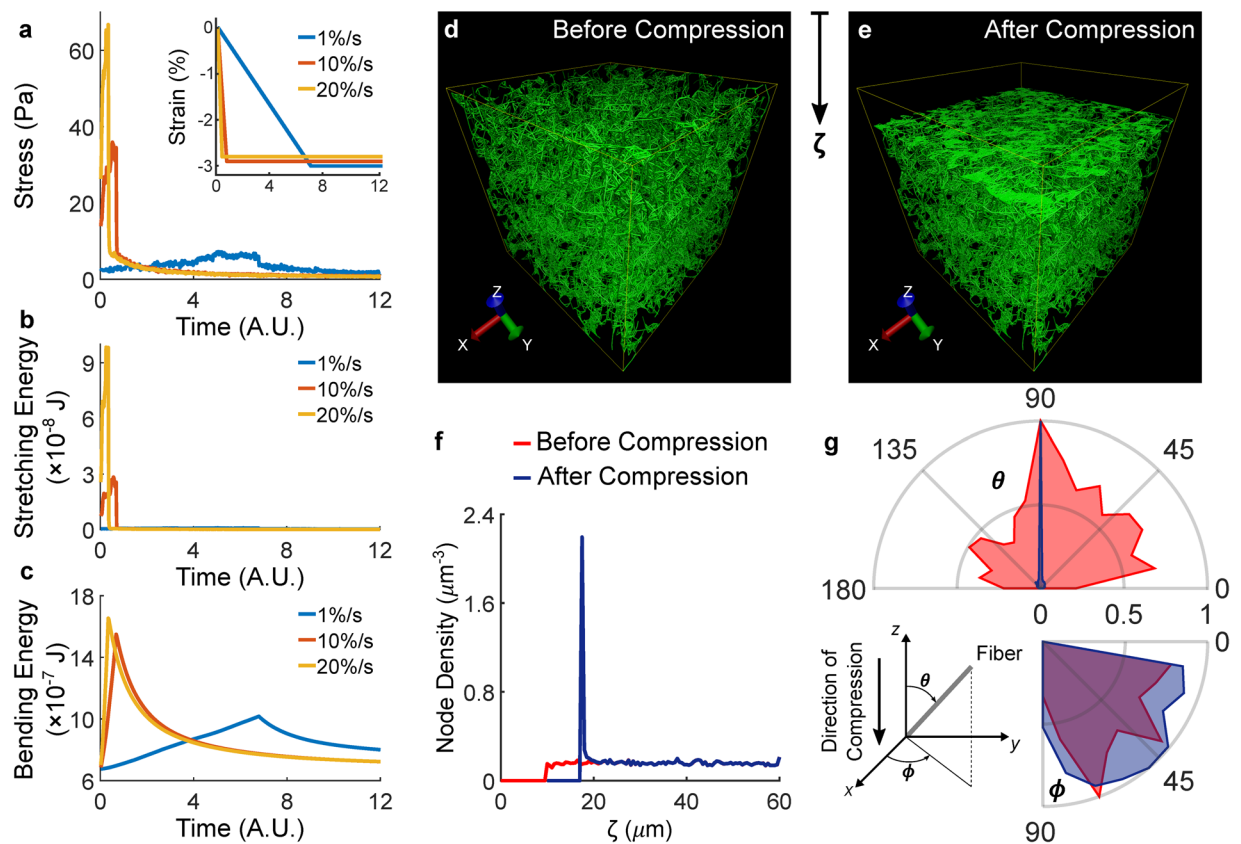 a
60
40
20
0
Stress (Pa)
0
4
8
12
Time (A.U.)
0
-1
-2
-3
Strain (%)
0
4
8
12
1%/s
10%/s
20%/s
b
9
6
3
0
Stretching Energy
(×10-8 J)
0
4
8
12
Time (A.U.)
1%/s
10%/s
20%/s
c
18
14
10
6
Bending Energy
(×10-7 J)
0
4
8
12
Time (A.U.)
1%/s
10%/s
20%/s
d
Before Compression
Z
X
Y
ζ
e
After Compression
Z
X
Y
f
Before Compression
After Compression
2.4
1.8
1.2
0.6
0
Node Density (μm-3)
0
20
40
60
ζ (μm)
g
90
135
45
θ
180
0
0
0.5
1
Direction of
Compression
z
Fiber
θ
y
ϕ
x
0
45
ϕ
90